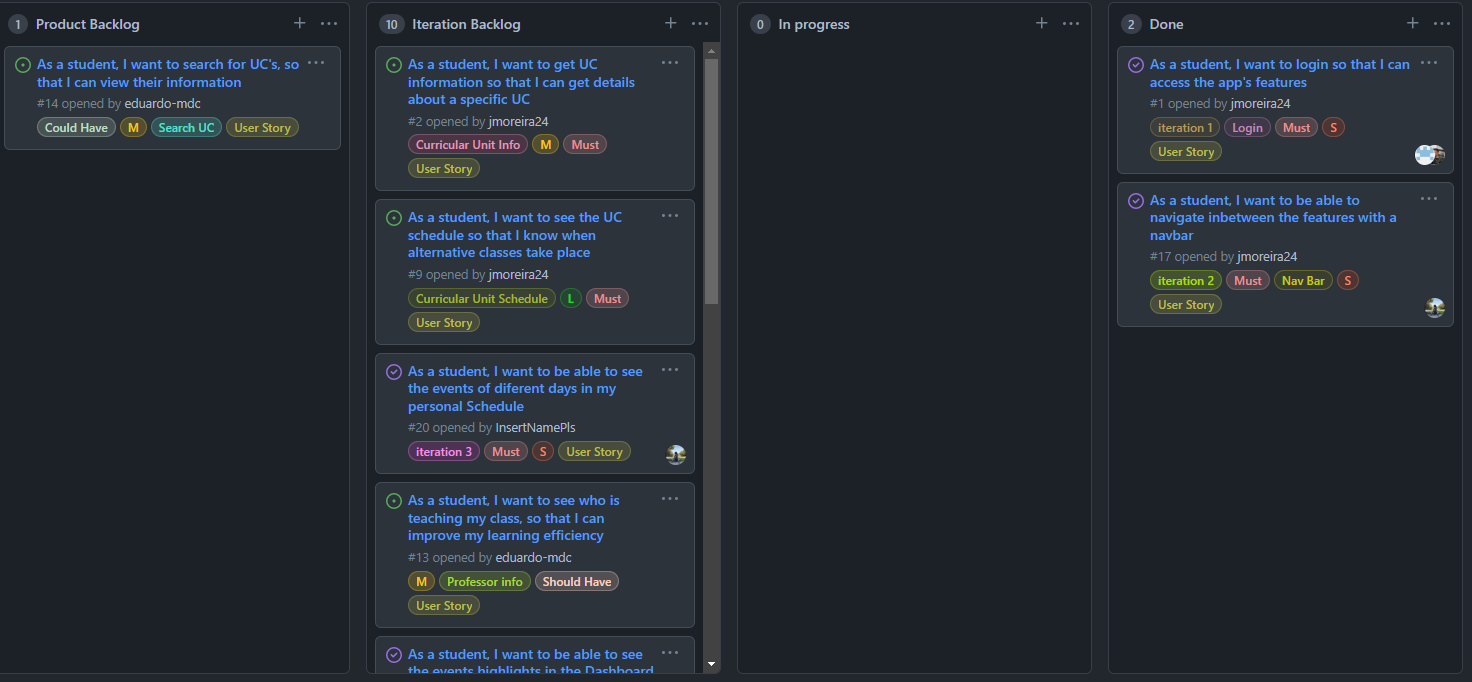 1 Product Backlog
As a student, I want to search for UC's, so
that I can view their information
#14 opened by eduardo-mdc
Could Have M Search UC User Story
10 Iteration Backlog
As a student, I want to get UC
information so that I can get details
about a specific UC
#2 opened by jmoreira24
Curricular Unit Info M Must
User Story
As a student, I want to see the UC
schedule so that I know when
alternative classes take place
#9 opened by jmoreira24
Curricular Unit Schedule L Must
User Story
As a student, I want to be able to see
the events of diferent days in my
personal Schedule
#20 opened by InsertNamePls
iteration 3 Must S User Story
As a student, I want to see who is
teaching my class, so that I can
improve my learning efficiency
#13 opened by eduardo-mdc
M Professor info Should Have
User Story
As a student, I want to be able to see
the events highlights in the Dashboard
0 In progress
2 Done
As a student, I want to login so that I can
access the app's features
#1 opened by jmoreira24
iteration 1 Login Must S
User Story
As a student, I want to be able to
navigate inbetween the features with a
navbar
#17 opened by jmoreira24
iteration 2 Must Nav Bar S
User Story